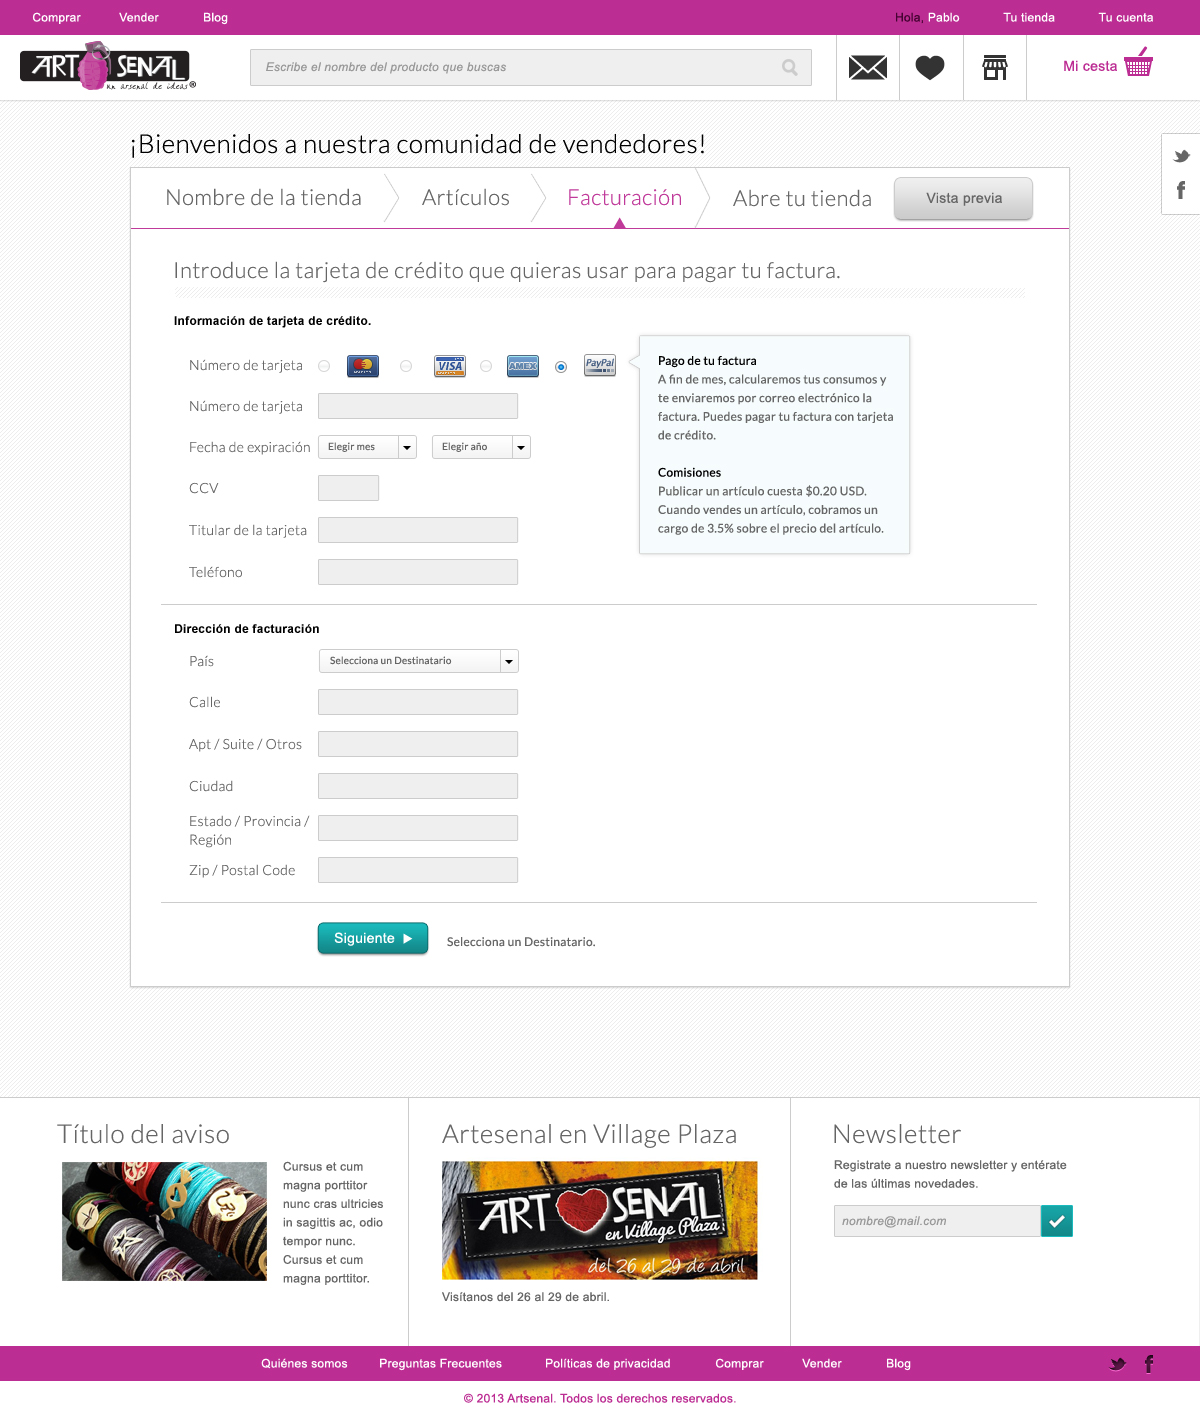 Comprar
Vender
Blog
Hola, Pablo
Tu tienda
Tu cuenta
ARTSENAL
un arsenal de ideas®
Escribe el nombre del producto que buscas
Mi cesta
¡Bienvenidos a nuestra comunidad de vendedores!
Nombre de la tienda
Artículos
Facturación
Abre tu tienda
Vista previa
Introduce la tarjeta de crédito que quieras usar para pagar tu factura.
Información de tarjeta de crédito.
Número de tarjeta
VISA
AMEX
PayPal
Número de tarjeta
Fecha de expiración
Elegir mes
Elegir año
CCV
Titular de la tarjeta
Teléfono
Pago de tu factura
A fin de mes, calcularemos tus consumos y
te enviaremos por correo electrónico la
factura. Puedes pagar tu factura con tarjeta
de crédito.
Comisiones
Publicar un artículo cuesta $0.20 USD.
Cuando vendes un artículo, cobramos un
cargo de 3.5% sobre el precio del artículo.
Dirección de facturación
País
Selecciona un Destinatario
Calle
Apt / Suite / Otros
Ciudad
Estado / Provincia /
Región
Zip / Postal Code
Siguiente
Selecciona un Destinatario.
Título del aviso
Cursus et cum
magna porttitor
nunc cras ultricies
in sagittis ac, odio
tempor nunc.
Cursus et cum
magna porttitor.
Artesenal en Village Plaza
ART SENAL
en Village Plaza
del 26 al 29 de abril
Visítanos del 26 al 29 de abril.
Newsletter
Registrate a nuestro newsletter y entérate
de las últimas novedades.
nombre@mail.com
Quiénes somos
Preguntas Frecuentes
Políticas de privacidad
Comprar
Vender
Blog
© 2013 Artsenal. Todos los derechos reservados.